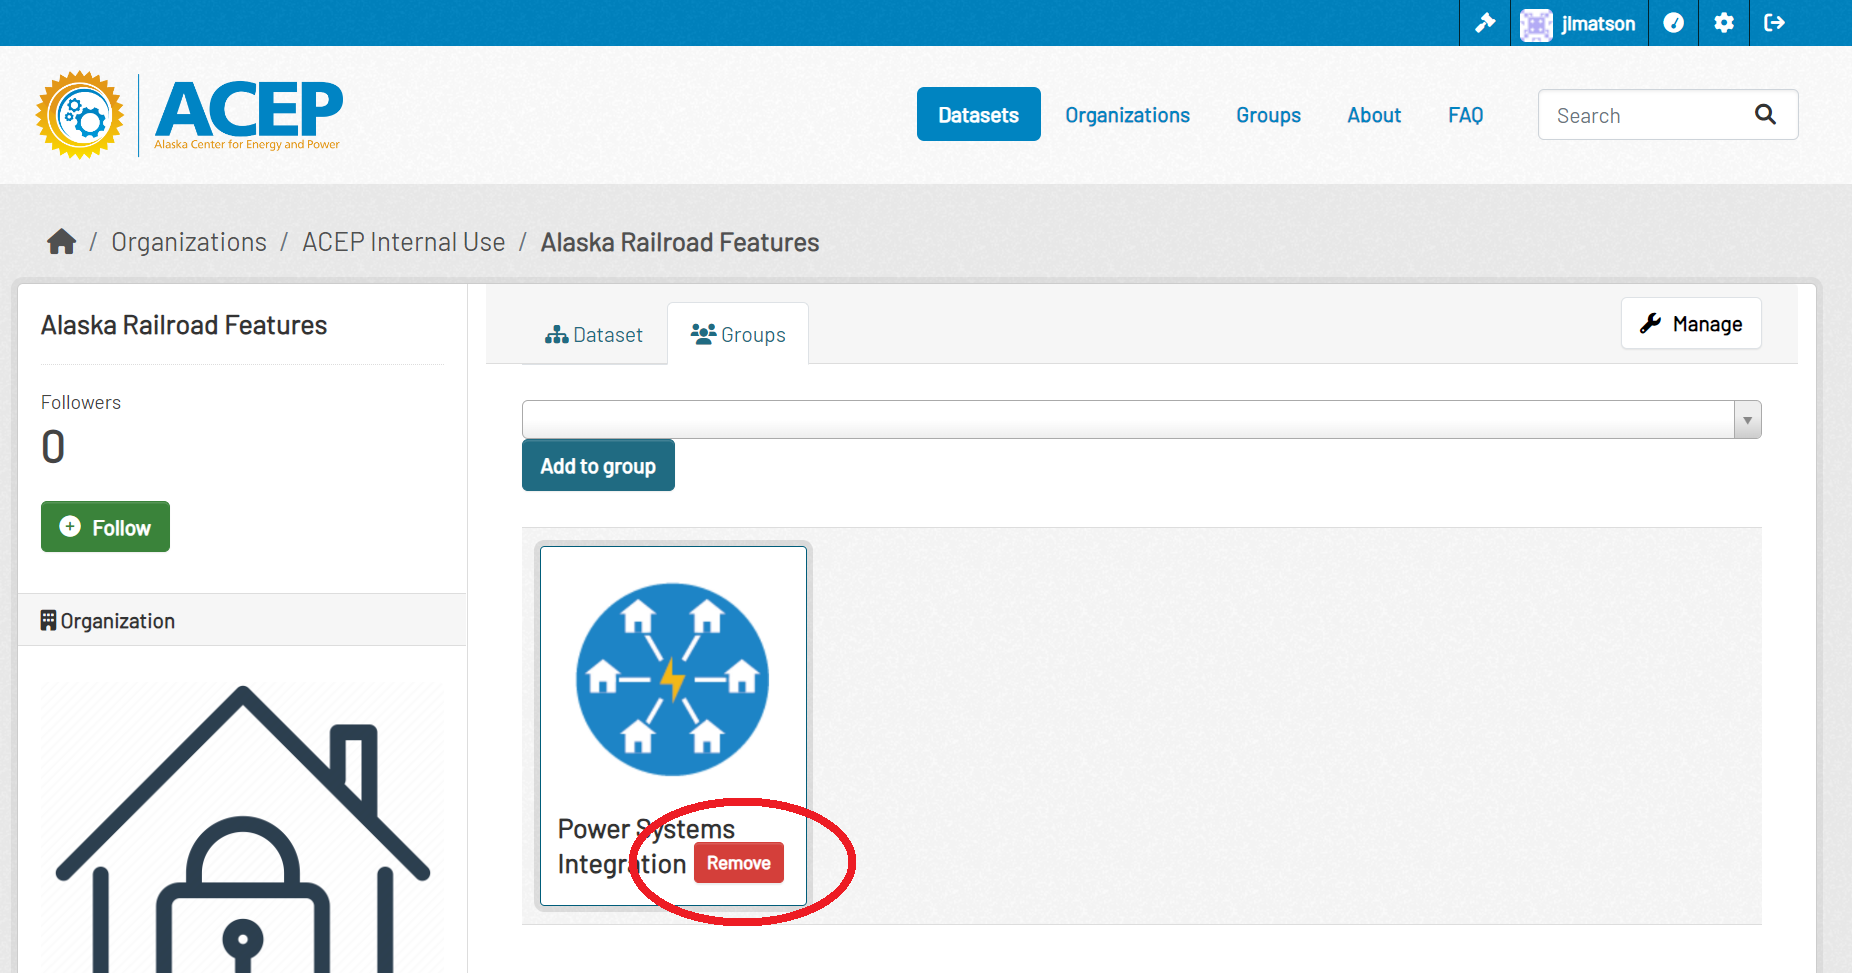 jlmatson
ACEP
Alaska Center for Energy and Power
Datasets Organizations Groups About FAQ Search
/ Organizations / ACEP Internal Use / Alaska Railroad Features
Alaska Railroad Features
Followers
0
Follow
Organization
Dataset Groups Manage
Add to group
Power Systems
Integration Remove